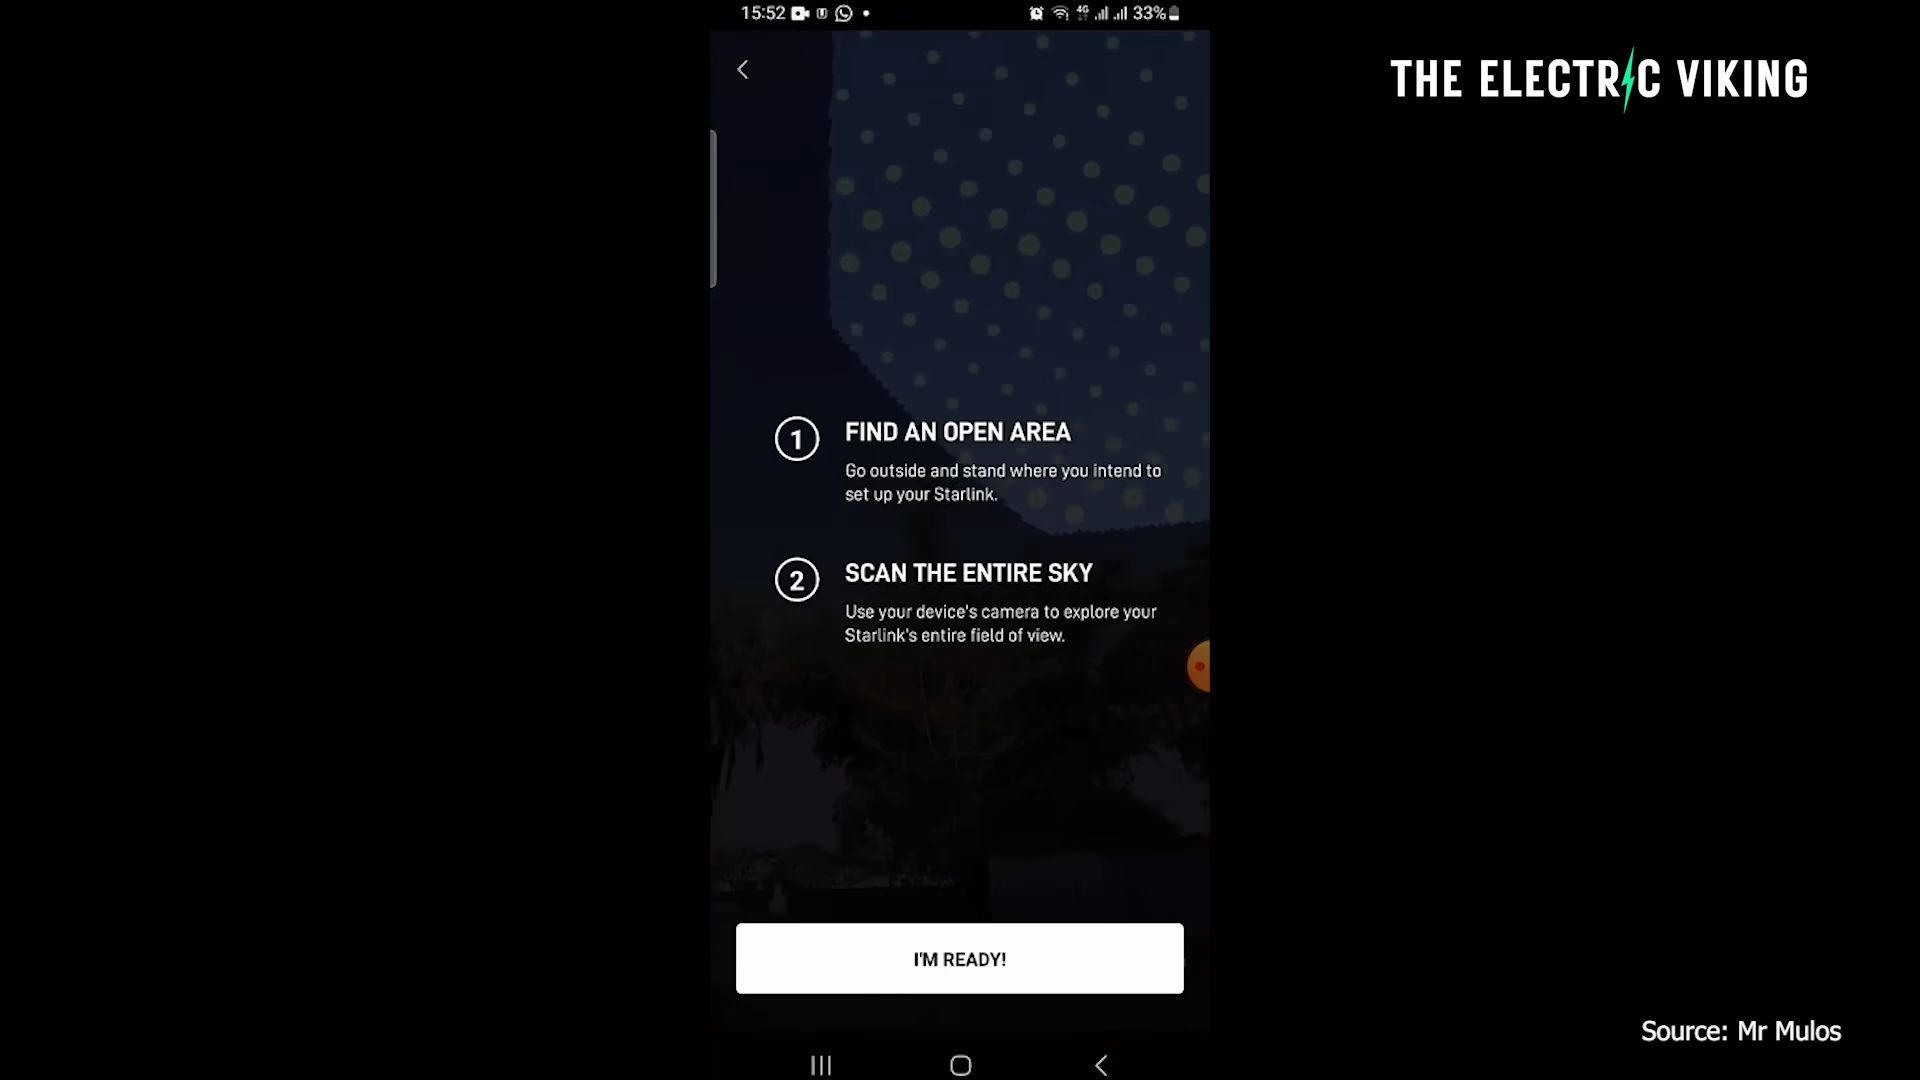 15:52
4G
33%
THE ELECTRIC VIKING
1
FIND AN OPEN AREA
Go outside and stand where you intend to
set up your Starlink.
2
SCAN THE ENTIRE SKY
Use your device's camera to explore your
Starlink's entire field of view.
I'M READY!
Source: Mr Mulos